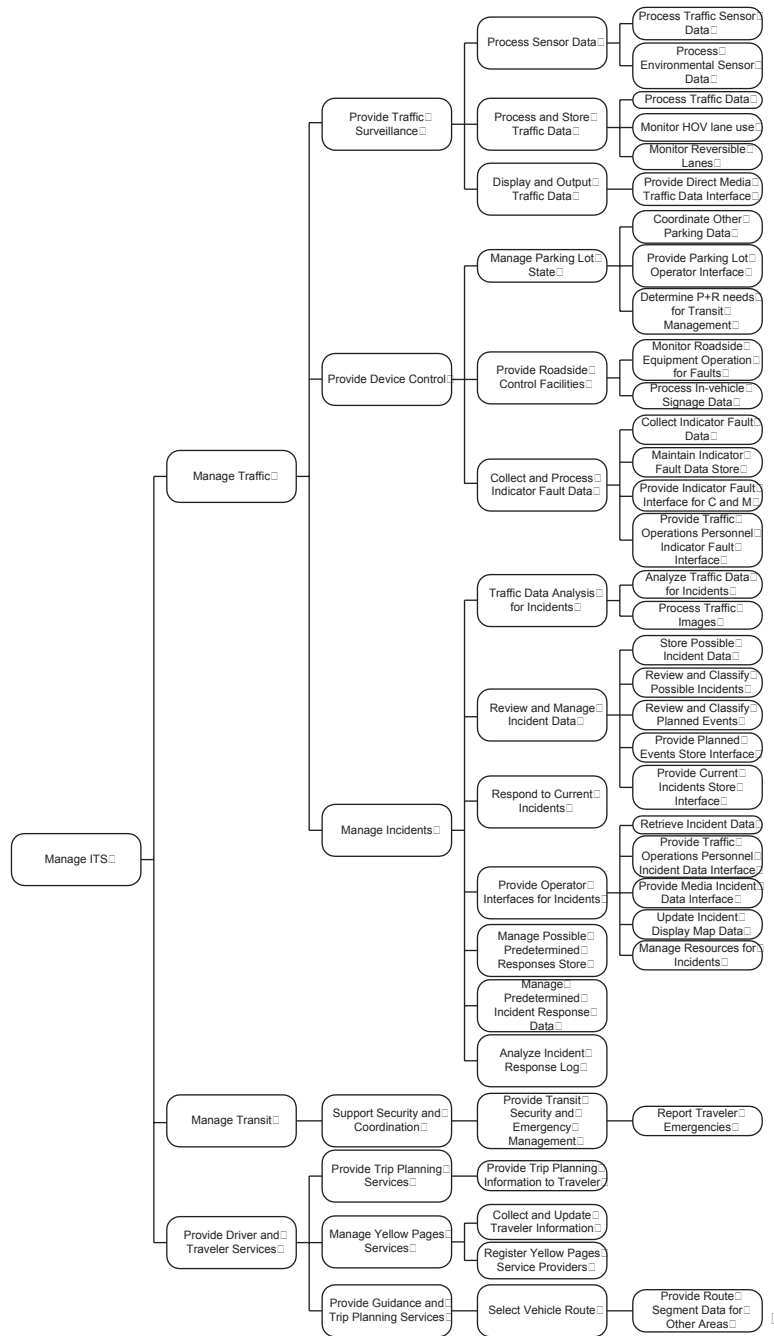 Manage ITS
Manage Traffic
Provide Traffic
Surveillance
Process Sensor Data
Process Traffic Sensor
Data
Process
Environmental Sensor
Data
Process and Store
Traffic Data
Process Traffic Data
Monitor HOV lane use
Monitor Reversible
Lanes
Display and Output
Traffic Data
Provide Direct Media
Traffic Data Interface
Provide Device Control
Manage Parking Lot
State
Coordinate Other
Parking Data
Provide Parking Lot
Operator Interface
Determine P+R needs
for Transit
Management
Provide Roadside
Control Facilities
Monitor Roadside
Equipment Operation
for Faults
Process In-vehicle
Signage Data
Collect and Process
Indicator Fault Data
Collect Indicator Fault
Data
Maintain Indicator
Fault Data Store
Provide Indicator Fault
Interface for C and M
Provide Traffic
Operations Personnel
Indicator Fault
Interface
Manage Incidents
Traffic Data Analysis
for Incidents
Analyze Traffic Data
for Incidents
Process Traffic
Images
Review and Manage
Incident Data
Store Possible
Incident Data
Review and Classify
Possible Incidents
Review and Classify
Planned Events
Provide Planned
Events Store Interface
Provide Current
Incidents Store
Interface
Respond to Current
Incidents
Provide Operator
Interfaces for Incidents
Retrieve Incident Data
Provide Traffic
Operations Personnel
Incident Data Interface
Provide Media Incident
Data Interface
Update Incident
Display Map Data
Manage Resources for
Incidents
Manage Possible
Predetermined
Responses Store
Manage
Predetermined
Incident Response
Data
Analyze Incident
Response Log
Manage Transit
Support Security and
Coordination
Provide Transit
Security and
Emergency
Management
Report Traveler
Emergencies
Provide Driver and
Traveler Services
Provide Trip Planning
Services
Provide Trip Planning
Information to Traveler
Manage Yellow Pages
Services
Collect and Update
Traveler Information
Register Yellow Pages
Service Providers
Provide Guidance and
Trip Planning Services
Select Vehicle Route
Provide Route
Segment Data for
Other Areas